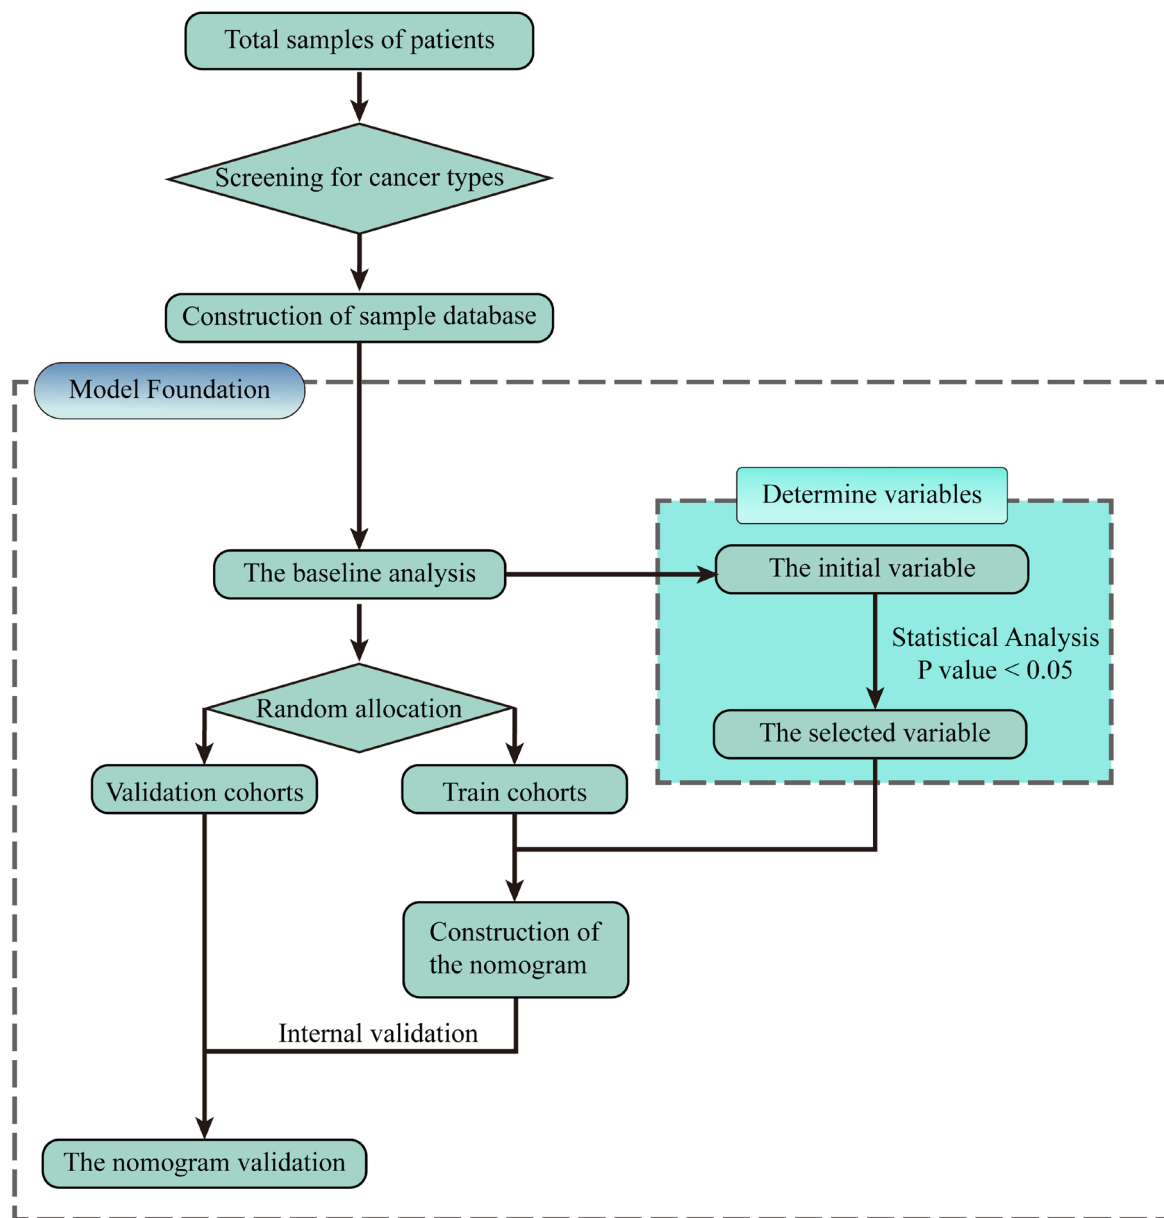 Total samples of patients
Screening for cancer types
Construction of sample database
Model Foundation
Determine variables
The baseline analysis
The initial variable
Statistical Analysis
P value < 0.05
Random allocation
The selected variable
Validation cohorts
Train cohorts
Construction of
the nomogram
Internal validation
The nomogram validation